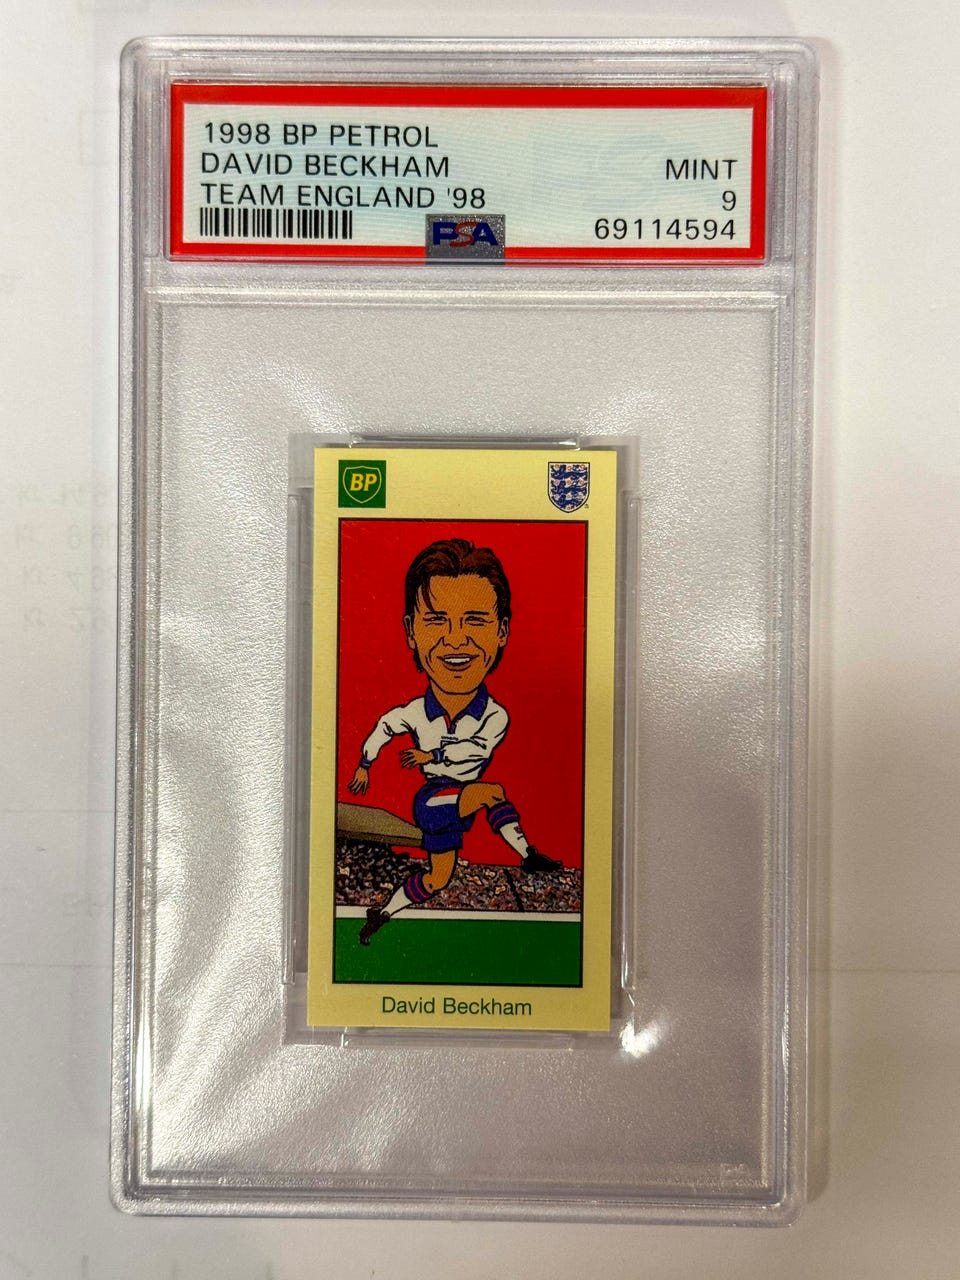 1998 BP PETROL
DAVID BECKHAM
MINT
TEAM ENGLAND '98
9
PSA
69114594
BP
David Beckham